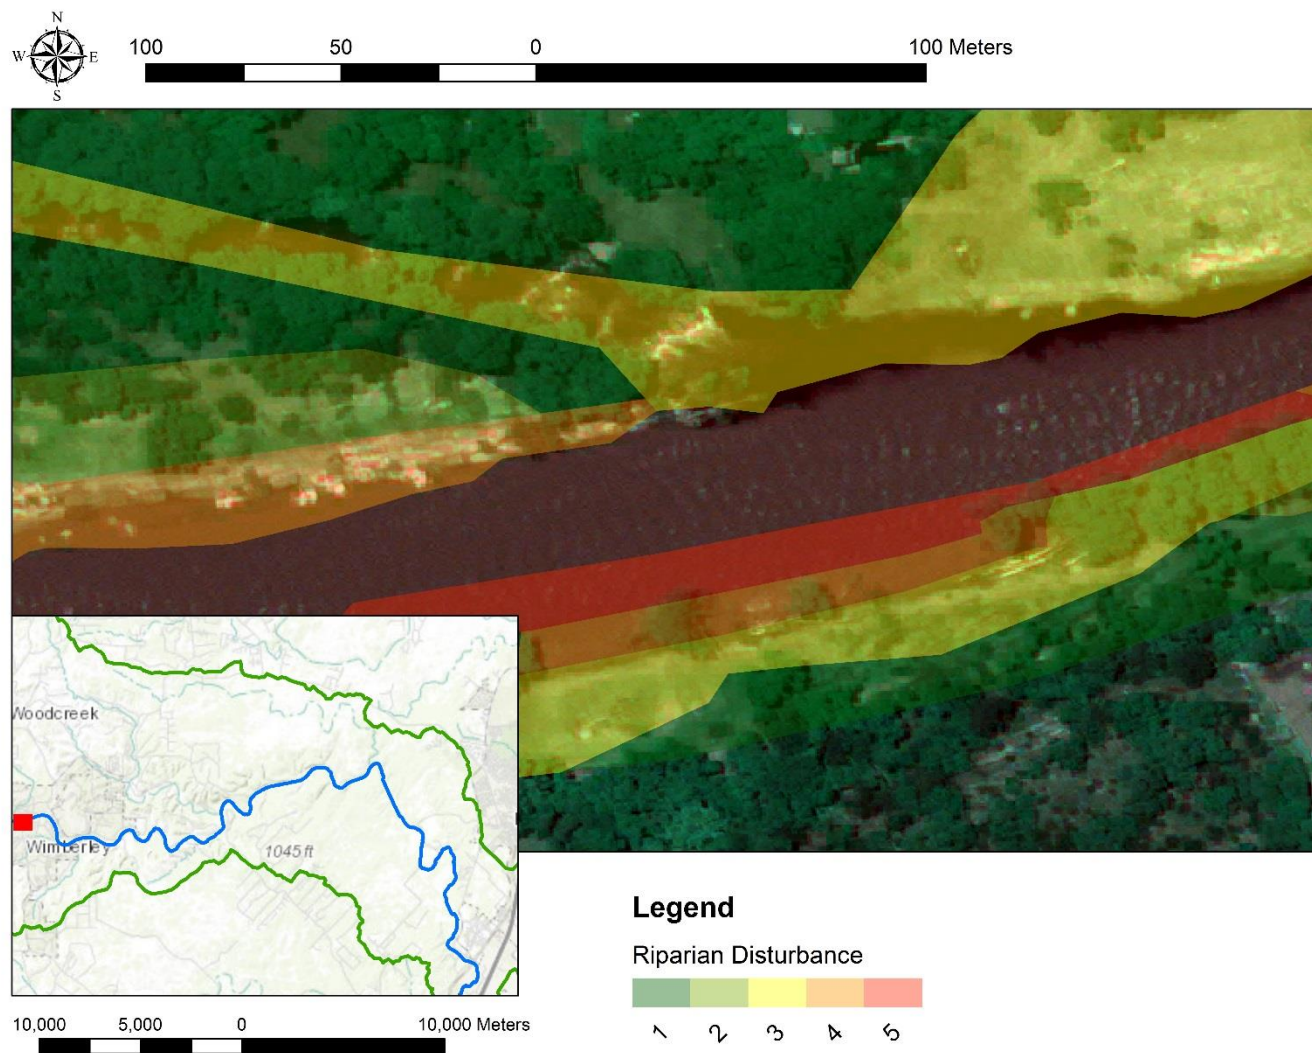 N
W E
S
100 50 0 100 Meters
Woodcreek
Wimberley
1045 ft
10,000 5,000 0 10,000 Meters
Legend
Riparian Disturbance
1 2 3 4 5